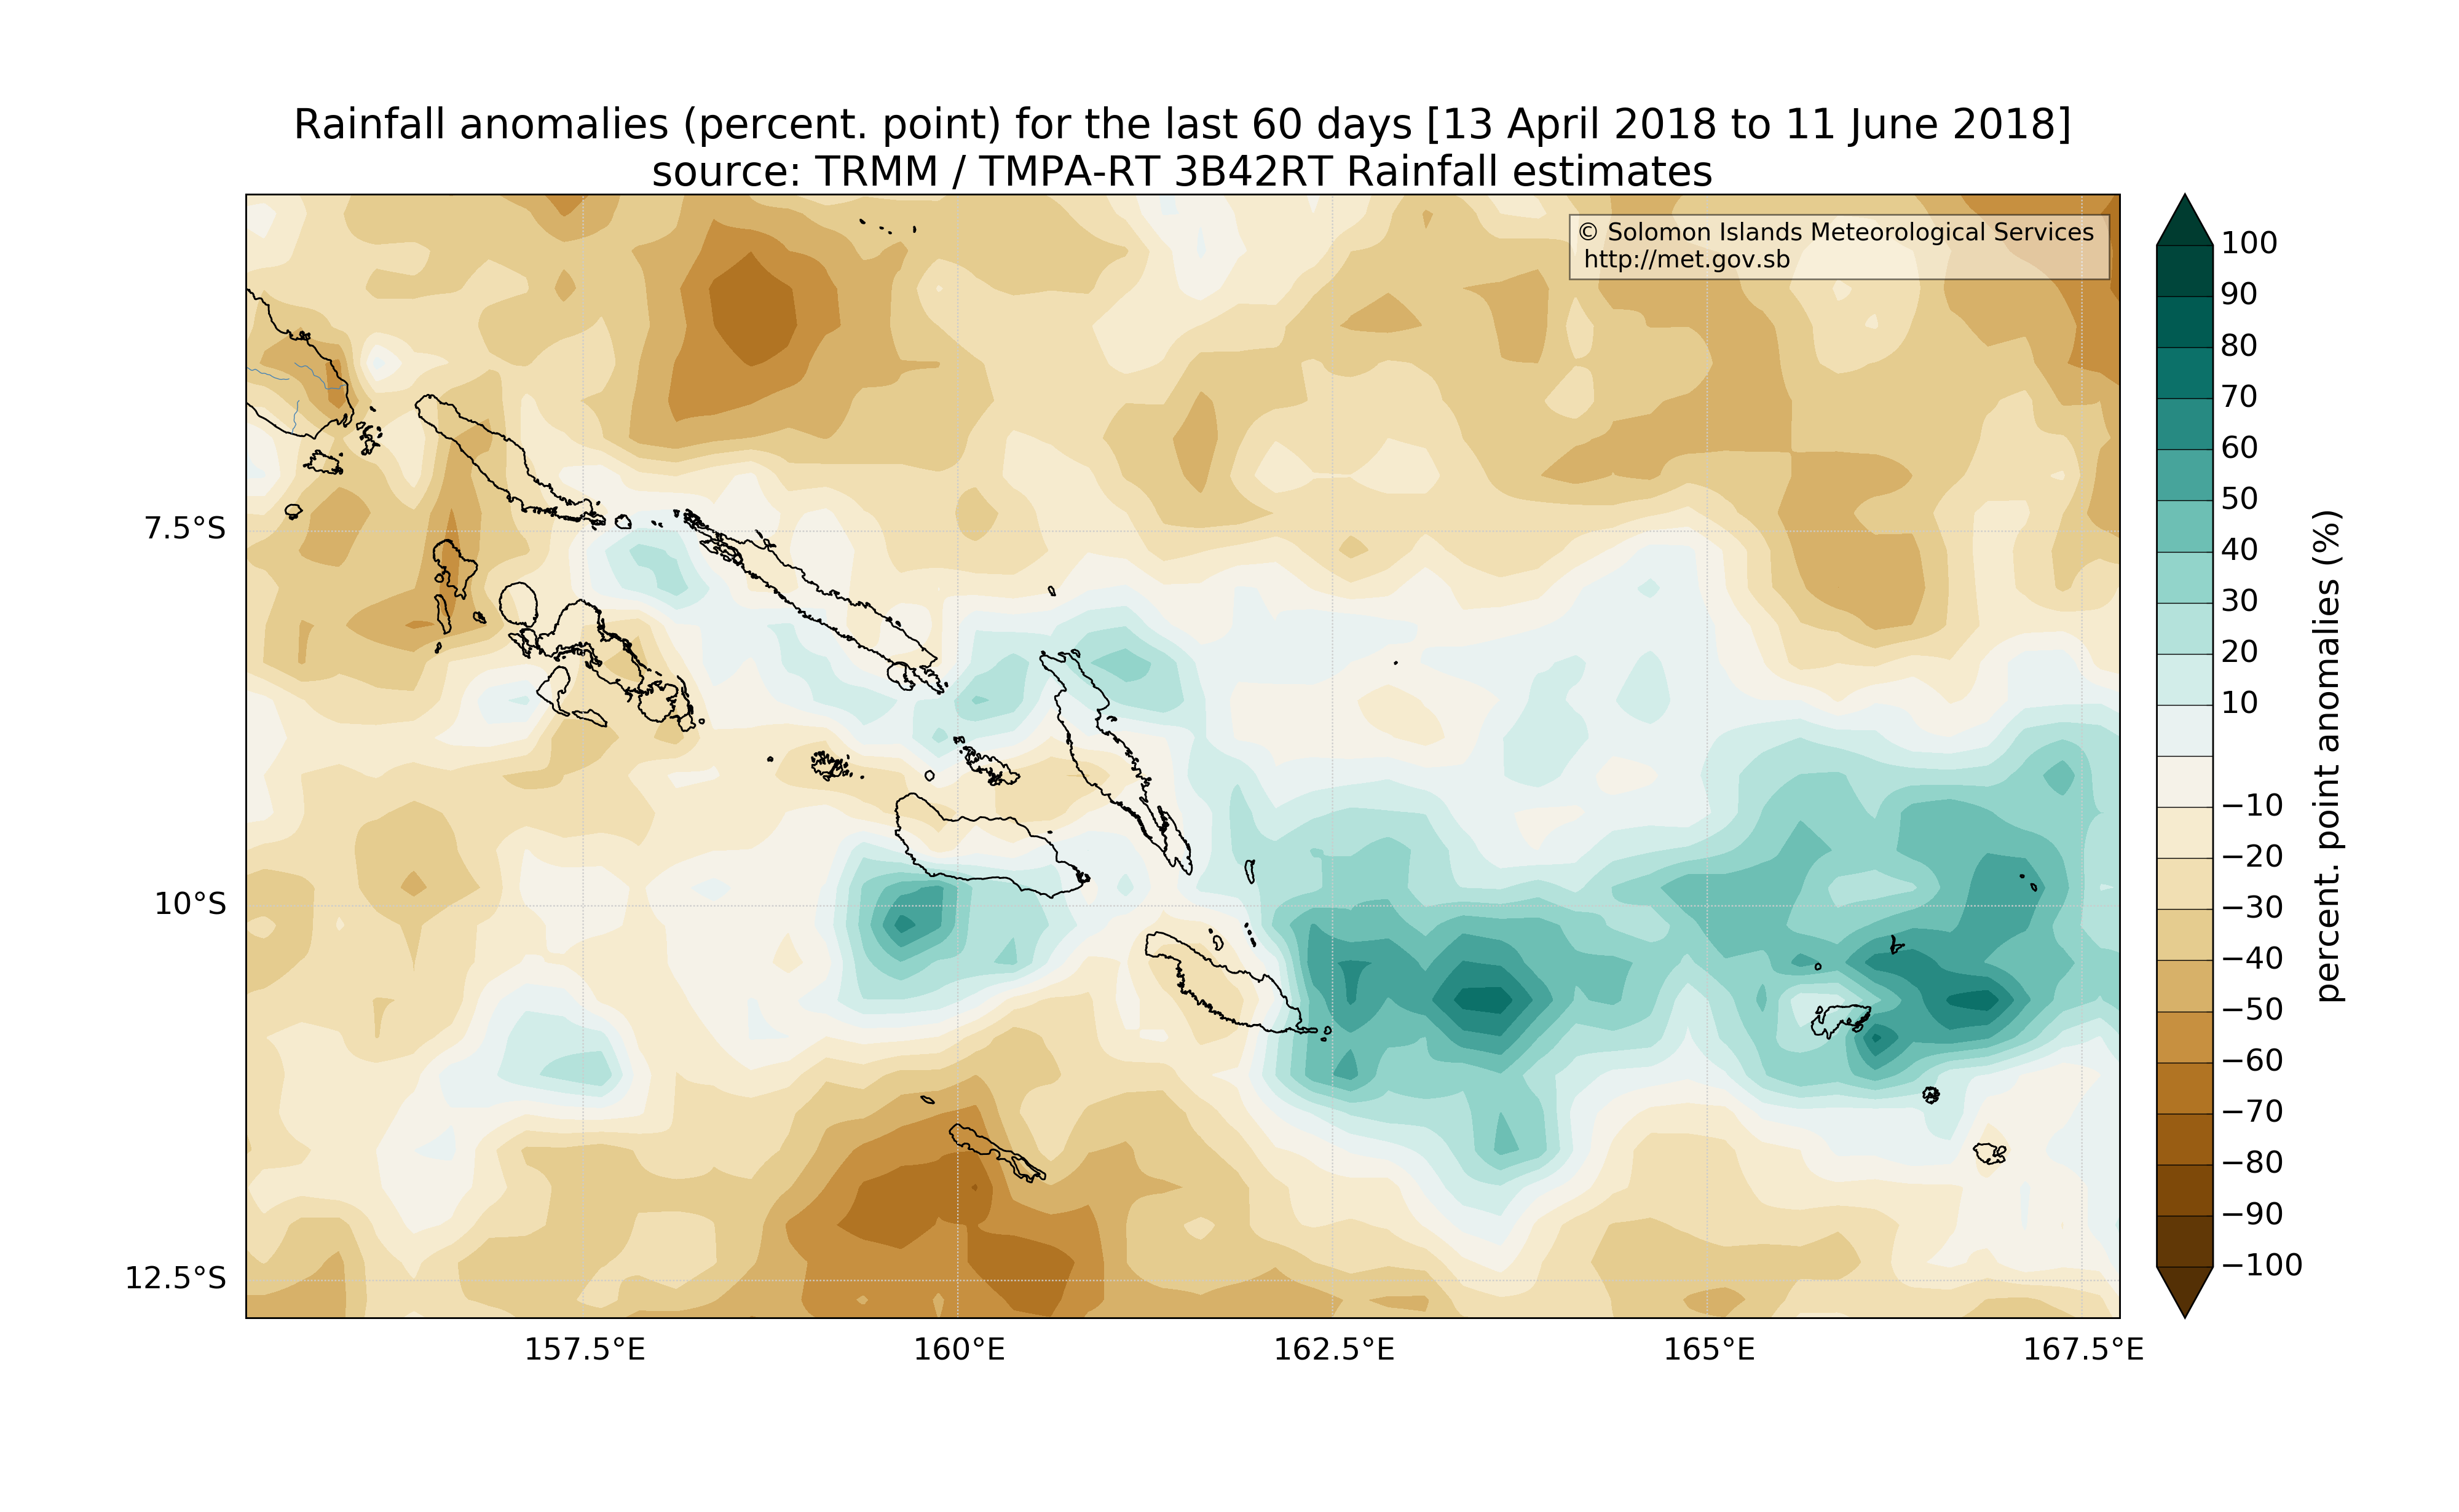 Rainfall anomalies (percent. point) for the last 60 days [13 April 2018 to 11 June 2018]
source: TRMM / TMPA-RT 3B42RT Rainfall estimates
© Solomon Islands Meteorological Services
http://met.gov.sb
7.5°S
10°S
12.5°S
157.5°E
160°E
162.5°E
165°E
167.5°E
100
90
80
70
60
50
40
30
20
10
−10
−20
−30
−40
−50
−60
−70
−80
−90
−100
percent. point anomalies (%)